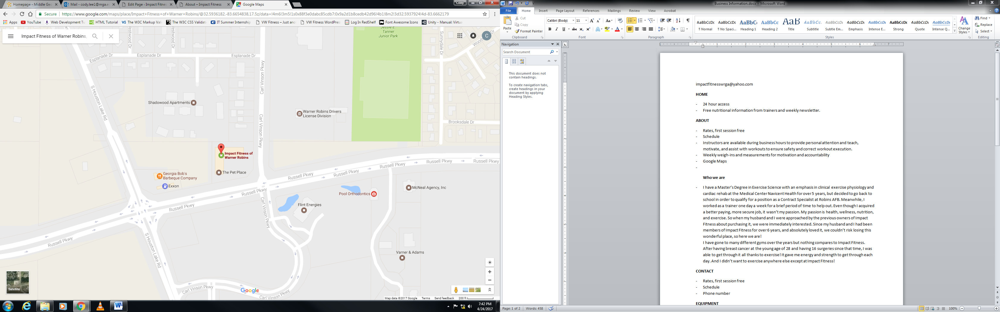 Homepage - Middle Geo
Mail - cody.lee1@mga.e
Edit Page ‹ Impact Fitnes
About – Impact Fitness
Google Maps
Cody
Secure
https://www.google.com/maps/place/Impact+Fitness+of+Warner+Robins/@32.5936182,-83.6654838,17.5z/data=!4m6!3m5!1s0x88f3e0dabc85cdb7:0x9a2d1b8cedb42d96!4b1!8m2!3d32.5937924!4d-83.6662179
Apps
YouTube
Web Development Tu
HTML Tutorial
The W3C Markup Val
The W3C CSS Validati
IT Summer Internship
VW Fitness – Just ano
VW Fitness WordPres
Log In RedShelf
Font Awesome Icons
Unity - Manual: Virtua
Impact Fitness of Warner Robins,
C
Jessie E.
Tanner
Junior Park
Westwood Dr
Sunnydale Dr
Esplanade Dr
Esplanade Dr
Esplanade Dr
Carl Vinson Pkwy
S Houston Lake Rd
Shadowood Apartments
Warner Robins Drivers
License Division
Carl Vinson Pkwy
Brooksdale Dr
Impact Fitness of
Warner Robins
The Pet Place
Georgia Bob's
Barbeque Company
Exxon
Russell Pkwy
Russell Pkwy
Russell Pkwy
Russell Pkwy
Russell Pkwy
Russell Pkwy
Russell Pkwy
Russell Pkwy
Pool Orthodontics
McNeal Agency, Inc
Flint Energies
Carl Vinson Pkwy
S Houston Lake Rd
Varner & Adams
Satellite
Carl Vinson Pkwy
Google
Carl Vinson Pkwy
Map data ©2017 Google
Terms
Send feedback
200 ft
7:42 PM
4/24/2017
Business Information.docx - Microsoft Word
File
Home
Insert
Page Layout
References
Mailings
Review
View
Acrobat
Paste
Cut
Copy
Format Painter
Clipboard
Calibri (Body)
11
Font
Paragraph
AaBbCcDc
¶ Normal
AaBbCcDc
¶ No Spaci...
AaBbC
Heading 1
AaBbCc
Heading 2
AaB
Title
AaBbCc.
Subtitle
AaBbCcDc
Subtle Em...
AaBbCcDc
Emphasis
AaBbCcDc
Intense E...
AaBbCcDc
Strong
AaBbCcDc
Quote
AaBbCcDc
Intense Q...
Styles
Change
Styles
Find
Replace
Select
Editing
Navigation
Search Document
This document does not
contain headings.
To create navigation tabs,
create headings in your
document by applying
Heading Styles.
impactfitnesswrga@yahoo.com
HOME
- 24 hour access
- Free nutritional information from trainers and weekly newsletter.
ABOUT
- Rates, first session free
- Schedule
- Instructors are available during business hours to provide personal attention and teach,
motivate, and assist with workouts to ensure safety and correct workout execution.
- Weekly weigh-ins and measurements for motivation and accountability
- Google Maps
-
Who we are
- I have a Master’s Degree in Exercise Science with an emphasis in clinical exercise physiology and
cardiac rehab at the Medical Center Navicent Health for over 5 years, but decided to go back to
school in order to qualify for a position as a Contract Specialist at Robins AFB. Meanwhile, I
worked as a trainer one day a week for a brief period of time to help out. Even though I acquired
a better paying, more secure job, it wasn’t my passion. My passion is health, wellness, nutrition,
and exercise. So when my husband and I were approached by the previous owners of Impact
Fitness about purchasing it, we were immediately interested. Since my husband and I had been
members of Impact Fitness for over 6 years, and absolutely loved it, we couldn’t risk losing this
wonderful place, so here we are!
I have gone to many different gyms over the years but nothing compares to Impact Fitness.
After having breast cancer at the young age of 28 and having 16 surgeries since that time, I was
able to get through it all thanks to exercise! It gave me energy and strength to get through each
day. And I didn’t want to exercise anywhere else except at Impact Fitness!
CONTACT
- Rates, first session free
- Schedule
- Phone number
EQUIPMENT
Page: 1 of 2
Words: 458
100%